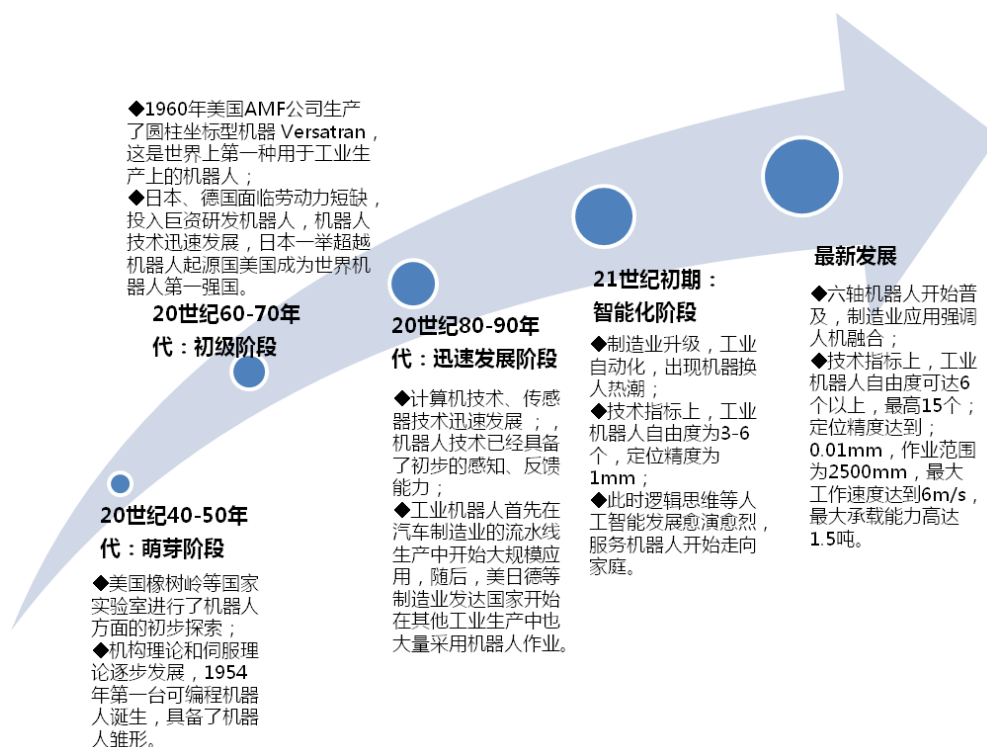 ◆1960年美国AMF公司生产
了圆柱坐标型机器 Versatran，
这是世界上第一种用于工业生
产上的机器人；
◆日本、德国面临劳动力短缺，
投入巨资研发机器人，机器人
技术迅速发展，日本一举超越
机器人起源国美国成为世界机
器人第一强国。
20世纪60-70年
代：初级阶段
20世纪40-50年
代：萌芽阶段
◆美国橡树岭等国家
实验室进行了机器人
方面的初步探索；
◆机构理论和伺服理
论逐步发展，1954
年第一台可编程机器
人诞生，具备了机器
人雏形。
20世纪80-90年
代：迅速发展阶段
◆计算机技术、传感
器技术迅速发展 ；，
机器人技术已经具备
了初步的感知、反馈
能力；
◆工业机器人首先在
汽车制造业的流水线
生产中开始大规模应
用，随后，美日德等
制造业发达国家开始
在其他工业生产中也
大量采用机器人作业。
21世纪初期：
智能化阶段
◆制造业升级，工业
自动化，出现机器换
人热潮；
◆技术指标上，工业
机器人自由度为3-6
个，定位精度为
1mm；
◆此时逻辑思维等人
工智能发展愈演愈烈，
服务机器人开始走向
家庭。
最新发展
◆六轴机器人开始普
及，制造业应用强调
人机融合；
◆技术指标上，工业
机器人自由度可达6
个以上，最高15个；
定位精度达到；
0.01mm，作业范围
为2500mm，最大
工作速度达到6m/s，
最大承载能力高达
1.5吨。